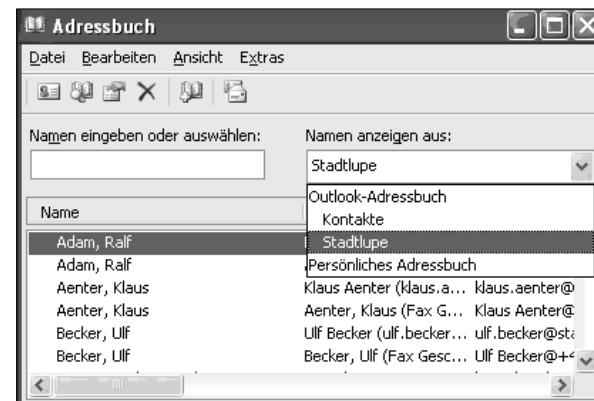 Adressbuch
Datei Bearbeiten Ansicht Extras
Namen eingeben oder auswählen: Namen anzeigen aus:
Stadtlupe
Outlook-Adressbuch
Name
Kontakte
Adam, Ralf Stadtlupe
Adam, Ralf Persönliches Adressbuch
Aenter, Klaus Klaus Aenter (klaus.a... klaus.aenter@
Aenter, Klaus Aenter, Klaus (Fax G... Klaus Aenter@
Becker, Ulf Ulf Becker (ulf.becker... ulf.becker@sta
Becker, Ulf Becker, Ulf (Fax Gesc... Ulf Becker@+4